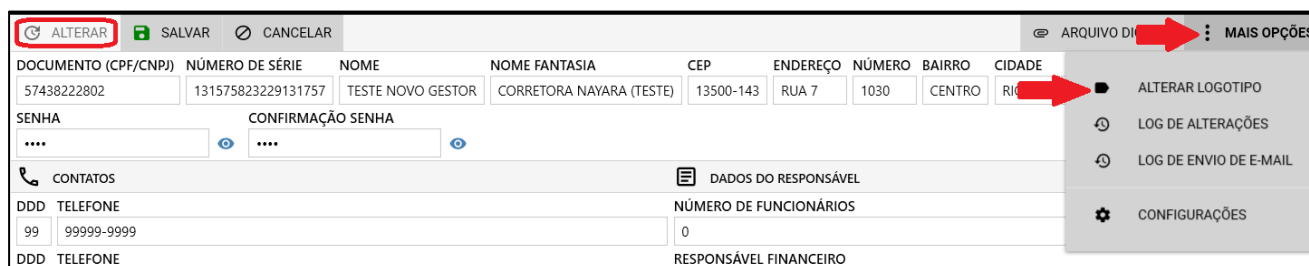 ALTERAR SALVAR CANCELAR ARQUIVO MAIS OPÇÕES
DOCUMENTO (CPF/CNPJ) NÚMERO DE SÉRIE NOME NOME FANTASIA CEP ENDEREÇO NÚMERO BAIRRO CIDADE
57438222802 131575823229131757 TESTE NOVO GESTOR CORRETORA NAYARA (TESTE) 13500-143 RUA 7 1030 CENTRO
ALTERAR LOGOTIPO
SENHA CONFIRMAÇÃO SENHA
LOG DE ALTERAÇÕES
•••• ••••
LOG DE ENVIO DE E-MAIL
CONTATOS DADOS DO RESPONSÁVEL
DDD TELEFONE NÚMERO DE FUNCIONÁRIOS
CONFIGURAÇÕES
99 99999-9999 0
DDD TELEFONE RESPONSÁVEL FINANCEIRO